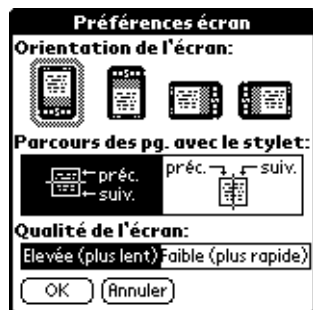 Préférences écran
Orientation de l'écran:
Parcours des pg. avec le stylet:
préc. suiv.
préc. suiv.
Qualité de l'écran:
Elevée (plus lent) Faible (plus rapide)
OK Annuler